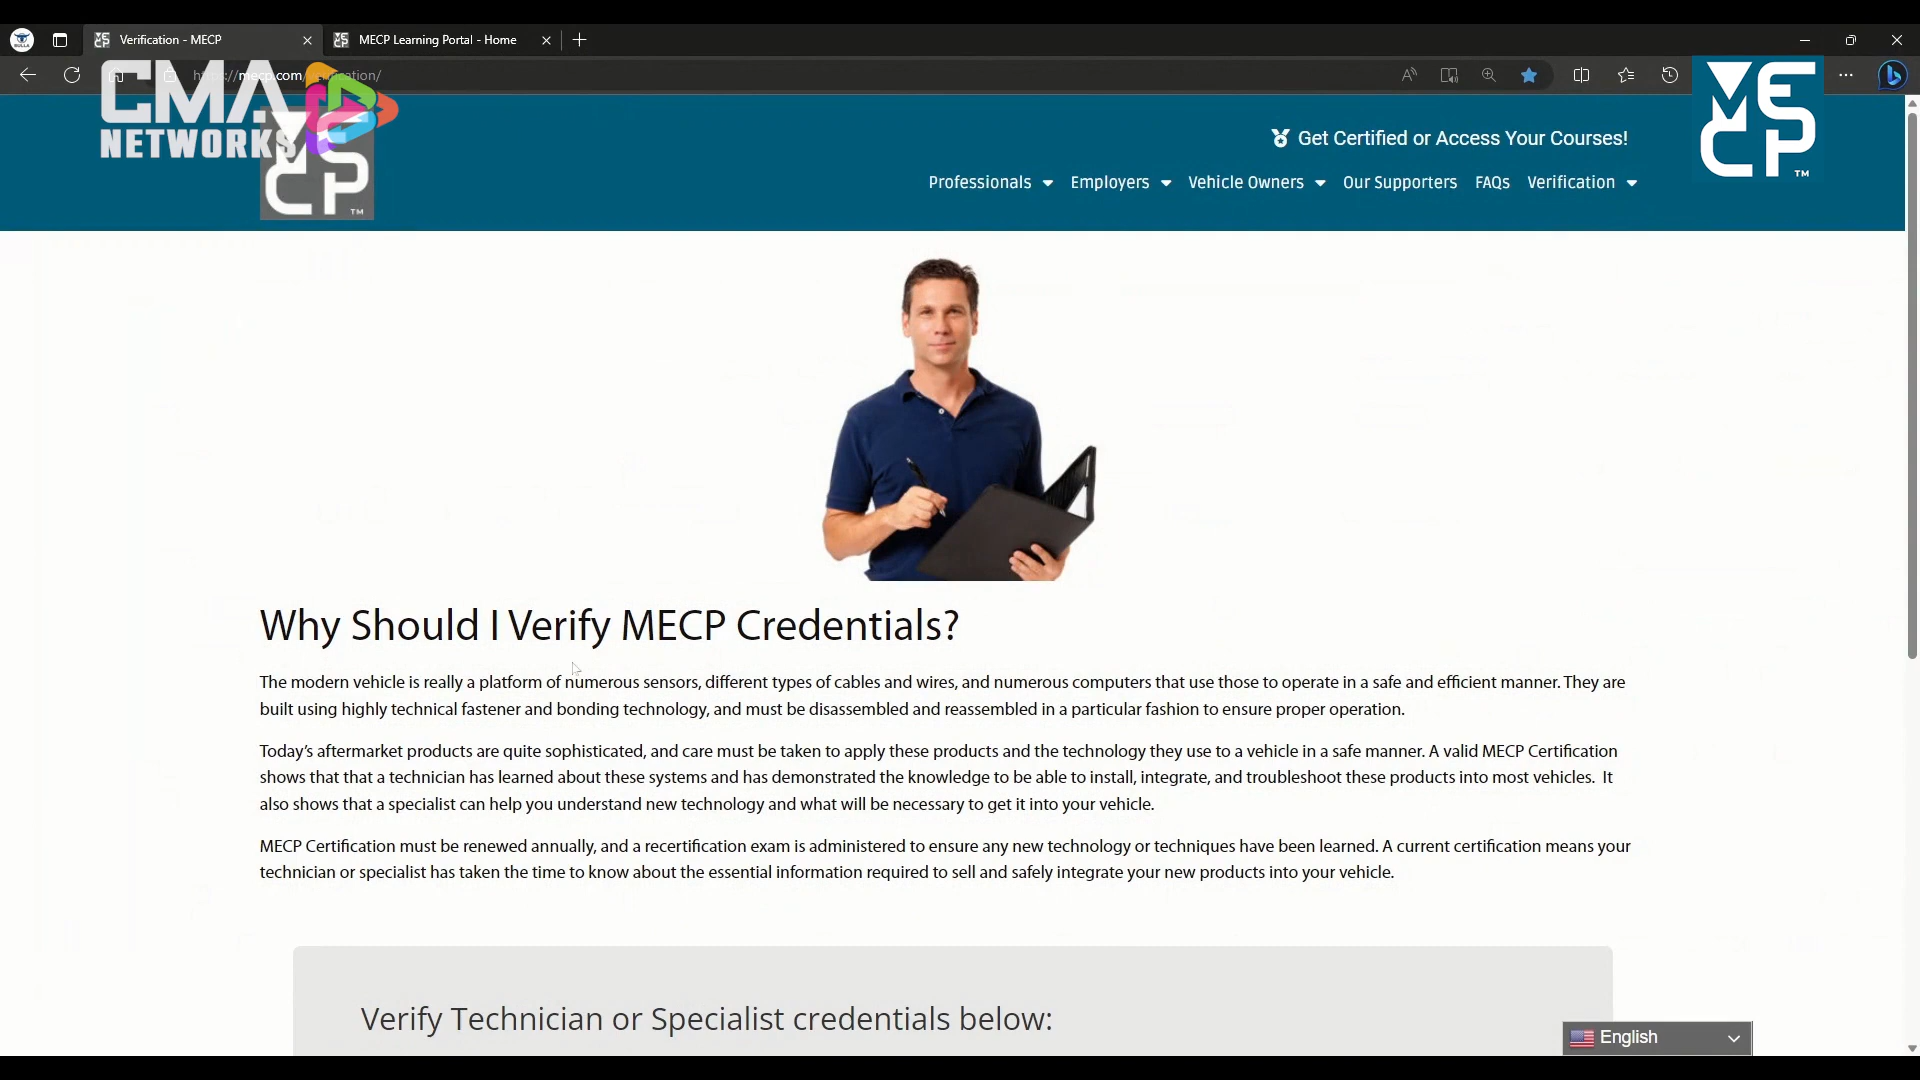 Verification - MECP
MECP Learning Portal - Home
https://mecp.com/verification/
CMA
NETWORKS
MECP
TM
MECP
TM
Get Certified or Access Your Courses!
Professionals Employers Vehicle Owners Our Supporters FAQs Verification
Why Should I Verify MECP Credentials?
The modern vehicle is really a platform of numerous sensors, different types of cables and wires, and numerous computers that use those to operate in a safe and efficient manner. They are
built using highly technical fastener and bonding technology, and must be disassembled and reassembled in a particular fashion to ensure proper operation.
Today’s aftermarket products are quite sophisticated, and care must be taken to apply these products and the technology they use to a vehicle in a safe manner. A valid MECP Certification
shows that that a technician has learned about these systems and has demonstrated the knowledge to be able to install, integrate, and troubleshoot these products into most vehicles. It
also shows that a specialist can help you understand new technology and what will be necessary to get it into your vehicle.
MECP Certification must be renewed annually, and a recertification exam is administered to ensure any new technology or techniques have been learned. A current certification means your
technician or specialist has taken the time to know about the essential information required to sell and safely integrate your new products into your vehicle.
Verify Technician or Specialist credentials below:
English